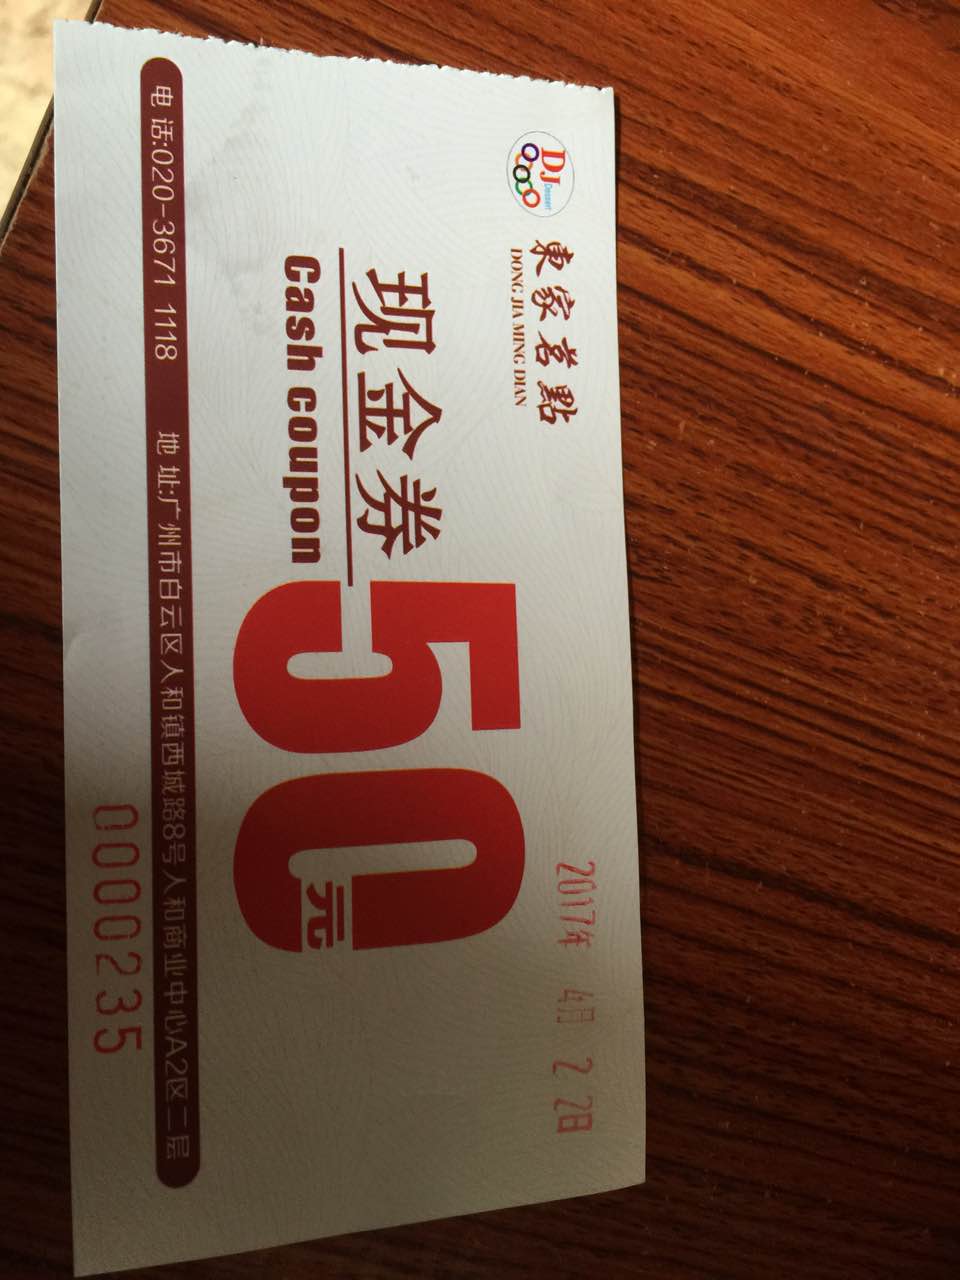 DJ
Dessert
東家茗點
DONG JIA MING DIAN
2017年 4月 2 2日
现金券
Cash coupon
50元
电话:020-3671 1118 地址:广州市白云区人和镇西城路8号人和商业中心A2区二层
0000235